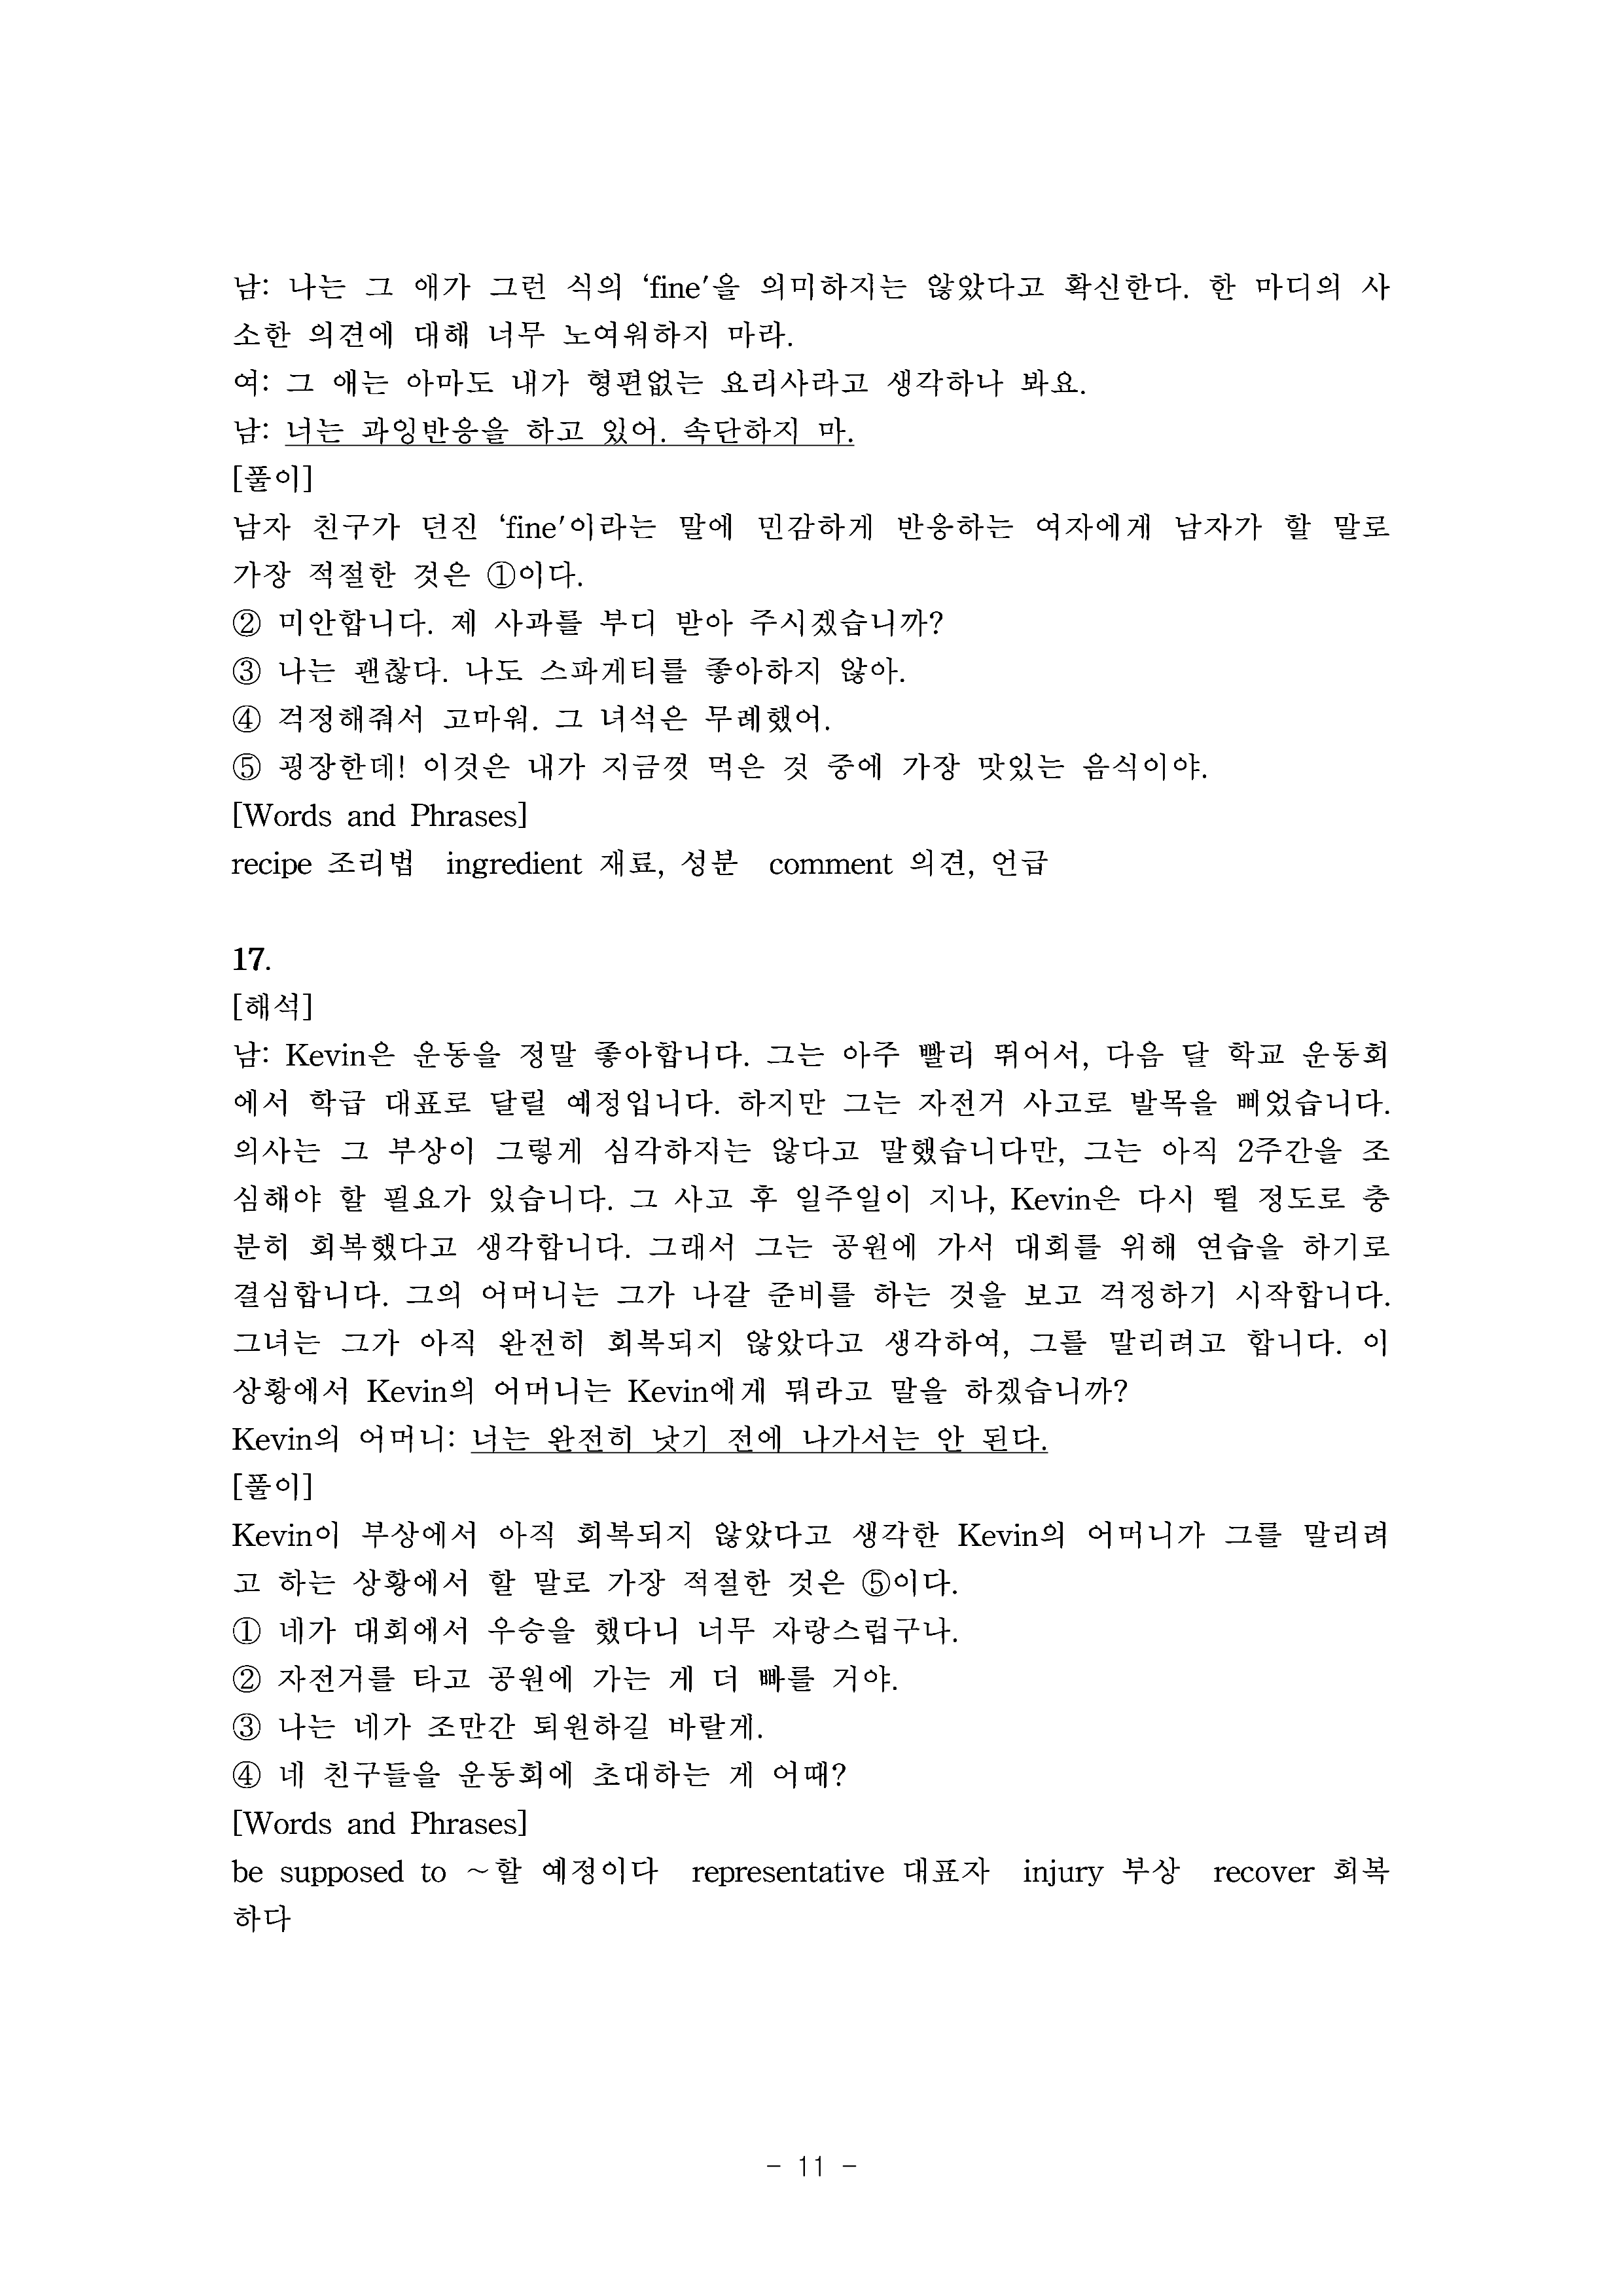 남: 나는 그 애가 그런 식의 ‘fine′을 의미하지는 않았다고 확신한다. 한 마디의 사
소한 의견에 대해 너무 노여워하지 마라.
여: 그 애는 아마도 내가 형편없는 요리사라고 생각하나 봐요.
남: 너는 과잉반응을 하고 있어. 속단하지 마.
[풀이]
남자 친구가 던진 ‘fine′이라는 말에 민감하게 반응하는 여자에게 남자가 할 말로
가장 적절한 것은 ①이다.
② 미안합니다. 제 사과를 부디 받아 주시겠습니까?
③ 나는 괜찮다. 나도 스파게티를 좋아하지 않아.
④ 걱정해줘서 고마워. 그 녀석은 무례했어.
⑤ 굉장한데! 이것은 내가 지금껏 먹은 것 중에 가장 맛있는 음식이야.
[Words and Phrases]
recipe 조리법  ingredient 재료, 성분  comment 의견, 언급
17.
[해석]
남: Kevin은 운동을 정말 좋아합니다. 그는 아주 빨리 뛰어서, 다음 달 학교 운동회
에서 학급 대표로 달릴 예정입니다. 하지만 그는 자전거 사고로 발목을 삐었습니다.
의사는 그 부상이 그렇게 심각하지는 않다고 말했습니다만, 그는 아직 2주간을 조
심해야 할 필요가 있습니다. 그 사고 후 일주일이 지나, Kevin은 다시 뛸 정도로 충
분히 회복했다고 생각합니다. 그래서 그는 공원에 가서 대회를 위해 연습을 하기로
결심합니다. 그의 어머니는 그가 나갈 준비를 하는 것을 보고 걱정하기 시작합니다.
그녀는 그가 아직 완전히 회복되지 않았다고 생각하여, 그를 말리려고 합니다. 이
상황에서 Kevin의 어머니는 Kevin에게 뭐라고 말을 하겠습니까?
Kevin의 어머니: 너는 완전히 낫기 전에 나가서는 안 된다.
[풀이]
Kevin이 부상에서 아직 회복되지 않았다고 생각한 Kevin의 어머니가 그를 말리려
고 하는 상황에서 할 말로 가장 적절한 것은 ⑤이다.
① 네가 대회에서 우승을 했다니 너무 자랑스럽구나.
② 자전거를 타고 공원에 가는 게 더 빠를 거야.
③ 나는 네가 조만간 퇴원하길 바랄게.
④ 네 친구들을 운동회에 초대하는 게 어때?
[Words and Phrases]
be supposed to ～할 예정이다  representative 대표자  injury 부상  recover 회복
하다
- 11 -